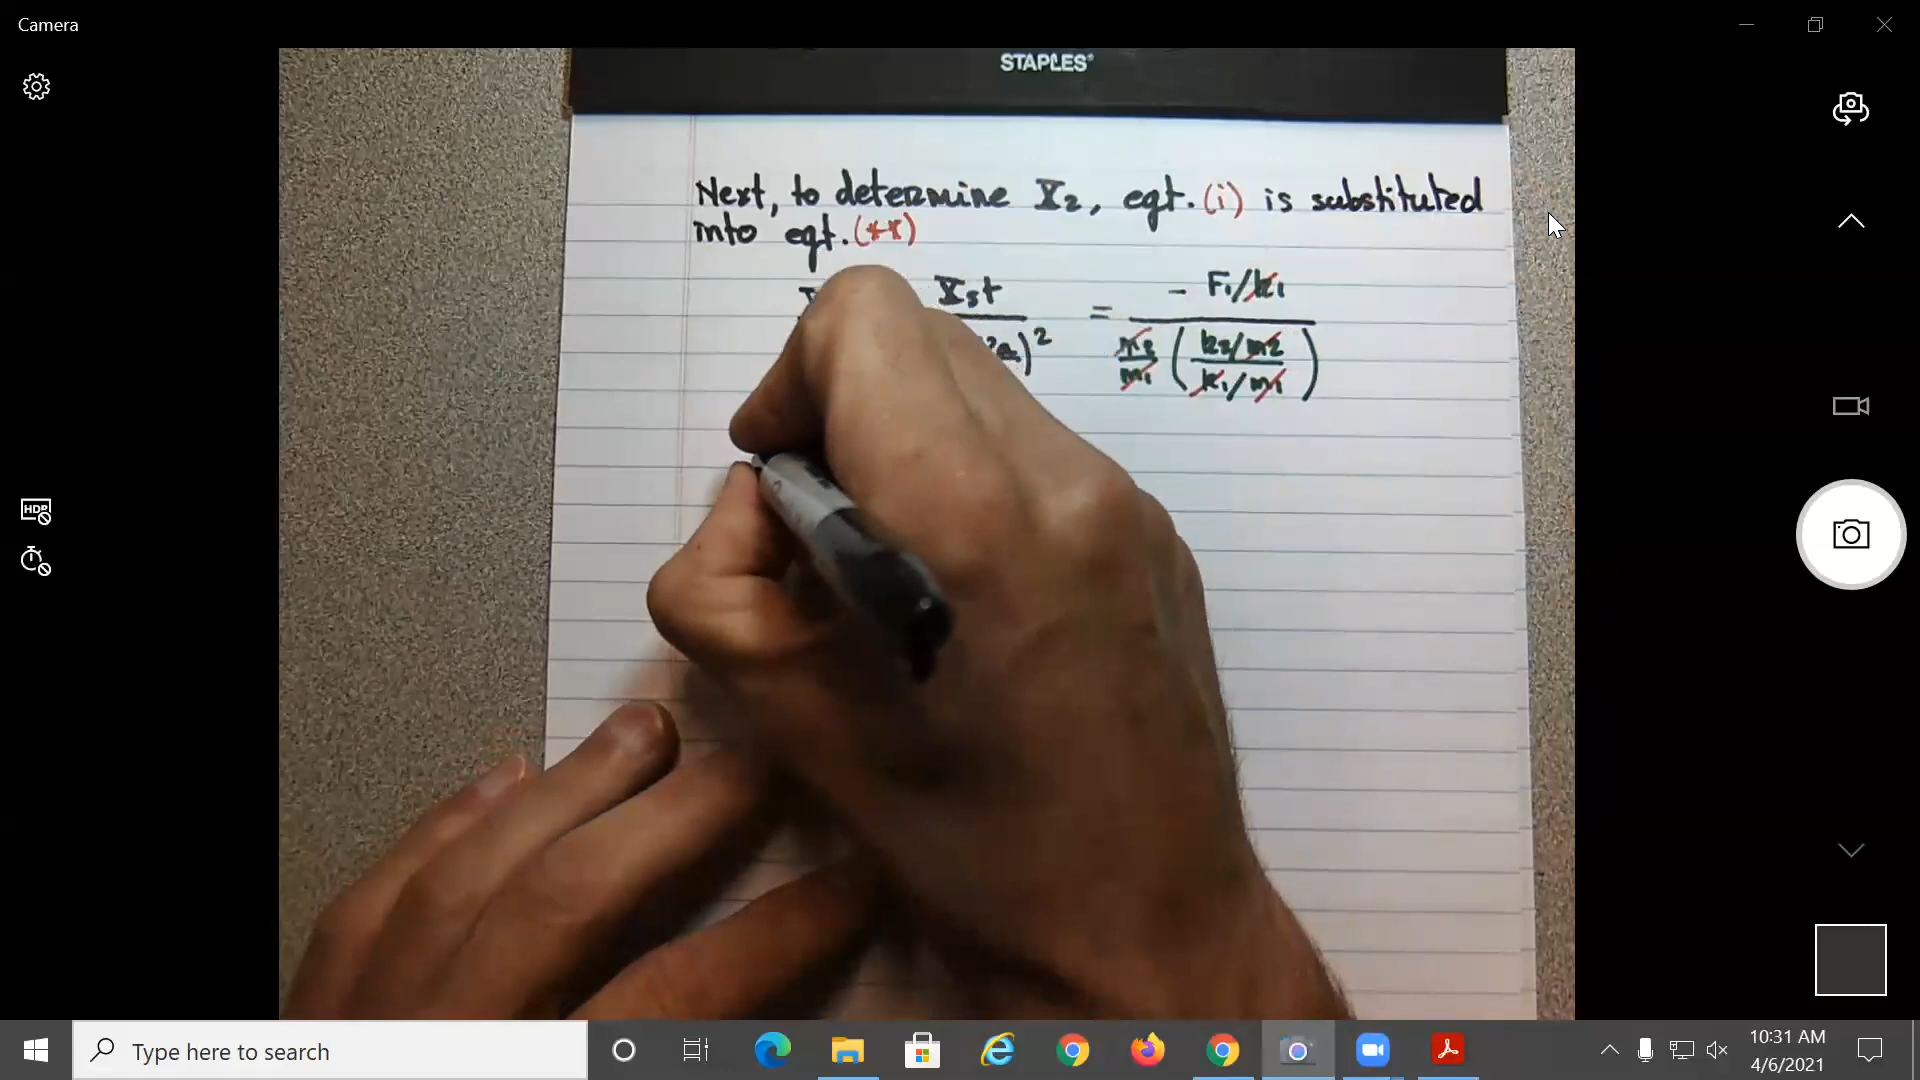 Camera
STAPLES
Next, to determine X₂, eqt. (i) is substituted
into eqt. (**)
Xst = - F₁/k₁
)² m₂/m₁ ( k₂/m₂ / k₁/m₁ )
HDR
Type here to search
10:31 AM
4/6/2021